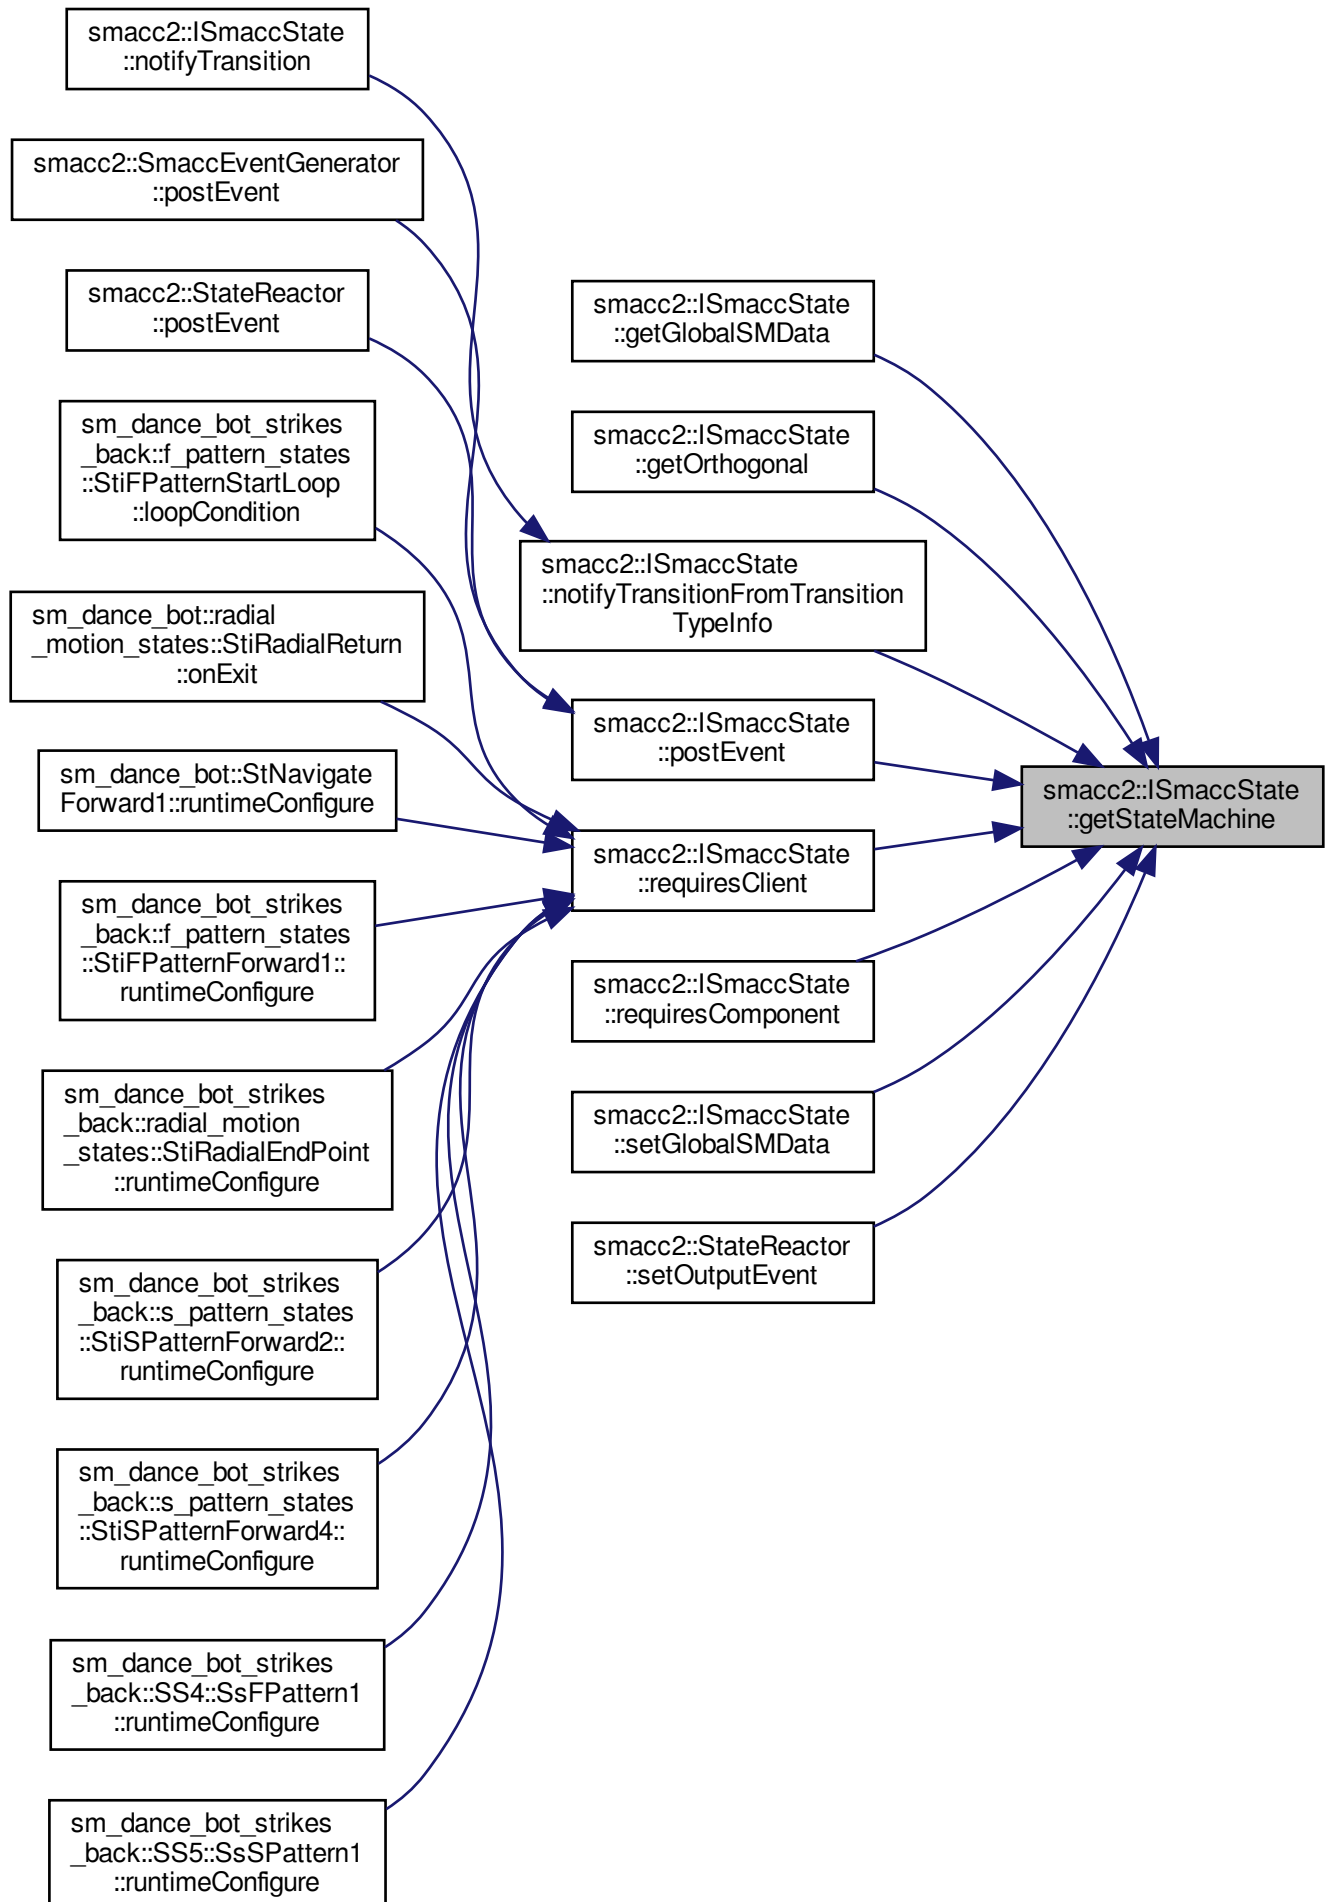 smacc2::ISmaccState
::notifyTransition
smacc2::SmaccEventGenerator
::postEvent
smacc2::StateReactor
::postEvent
sm_dance_bot_strikes
_back::f_pattern_states
::StiFPatternStartLoop
::loopCondition
sm_dance_bot::radial
_motion_states::StiRadialReturn
::onExit
sm_dance_bot::StNavigate
Forward1::runtimeConfigure
sm_dance_bot_strikes
_back::f_pattern_states
::StiFPatternForward1::
runtimeConfigure
sm_dance_bot_strikes
_back::radial_motion
_states::StiRadialEndPoint
::runtimeConfigure
sm_dance_bot_strikes
_back::s_pattern_states
::StiSPatternForward2::
runtimeConfigure
sm_dance_bot_strikes
_back::s_pattern_states
::StiSPatternForward4::
runtimeConfigure
sm_dance_bot_strikes
_back::SS4::SsFPattern1
::runtimeConfigure
sm_dance_bot_strikes
_back::SS5::SsSPattern1
::runtimeConfigure
smacc2::ISmaccState
::getGlobalSMData
smacc2::ISmaccState
::getOrthogonal
smacc2::ISmaccState
::notifyTransitionFromTransition
TypeInfo
smacc2::ISmaccState
::postEvent
smacc2::ISmaccState
::requiresClient
smacc2::ISmaccState
::requiresComponent
smacc2::ISmaccState
::setGlobalSMData
smacc2::StateReactor
::setOutputEvent
smacc2::ISmaccState
::getStateMachine